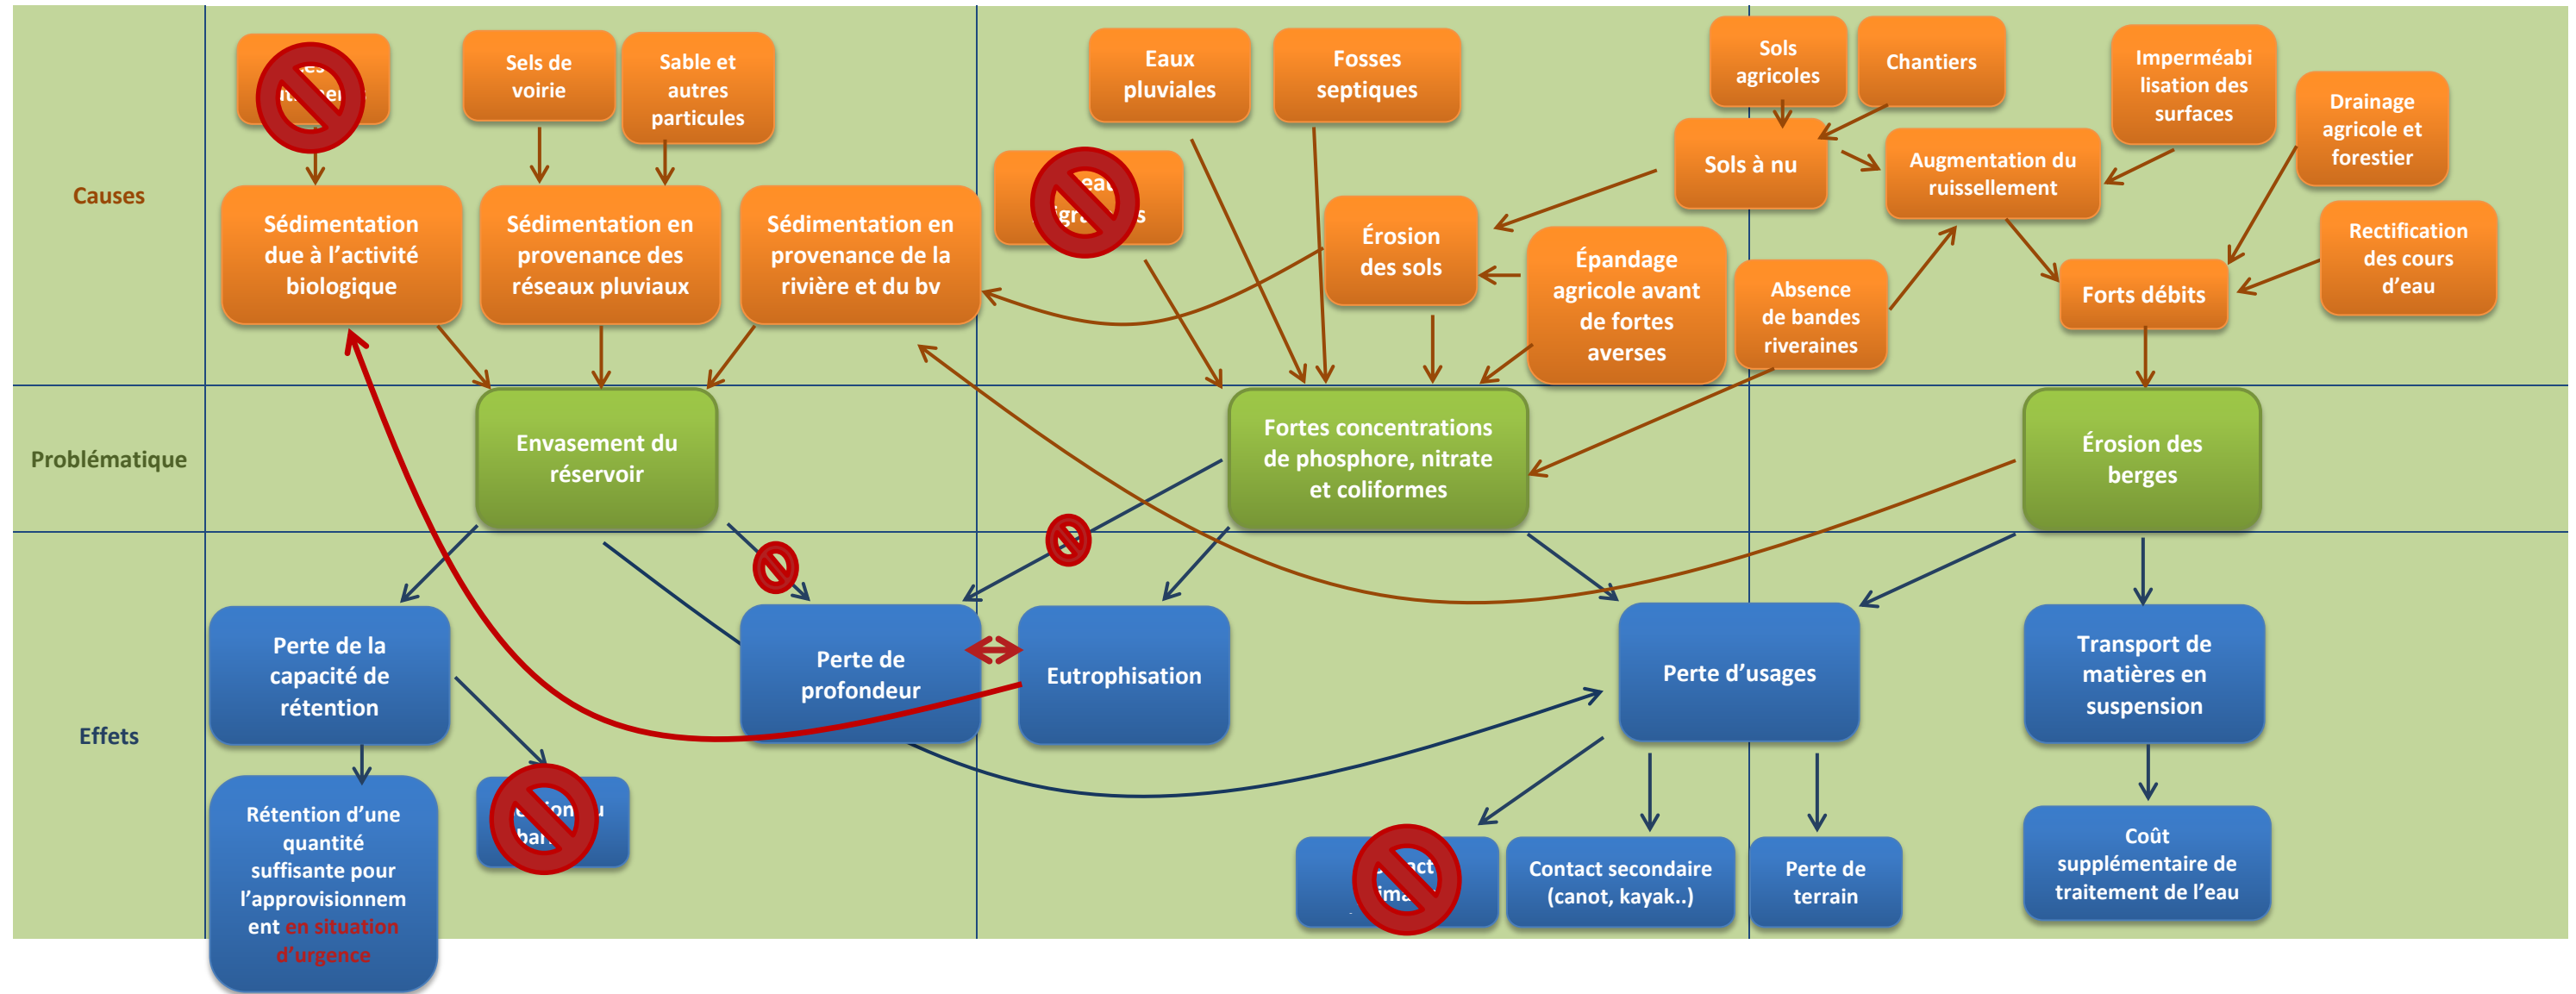 Causes
Sels de
voirie
Sable et
autres
particules
Eaux
pluviales
Fosses
septiques
Sols
agricoles
Chantiers
Imperméabi
lisation des
surfaces
Drainage
agricole et
forestier
Sols à nu
Augmentation du
ruissellement
Sédimentation
due à l’activité
biologique
Sédimentation en
provenance des
réseaux pluviaux
Sédimentation en
provenance de la
rivière et du bv
Érosion
des sols
Épandage
agricole avant
de fortes
averses
Absence
de bandes
riveraines
Forts débits
Rectification
des cours
d’eau
Problématique
Envasement du
réservoir
Fortes concentrations
de phosphore, nitrate
et coliformes
Érosion des
berges
Effets
Perte de la
capacité de
rétention
Perte de
profondeur
Eutrophisation
Perte d’usages
Transport de
matières en
suspension
Rétention d’une
quantité
suffisante pour
l’approvisionnem
ent en situation
d’urgence
Contact secondaire
(canot, kayak..)
Perte de
terrain
Coût
supplémentaire de
traitement de l’eau